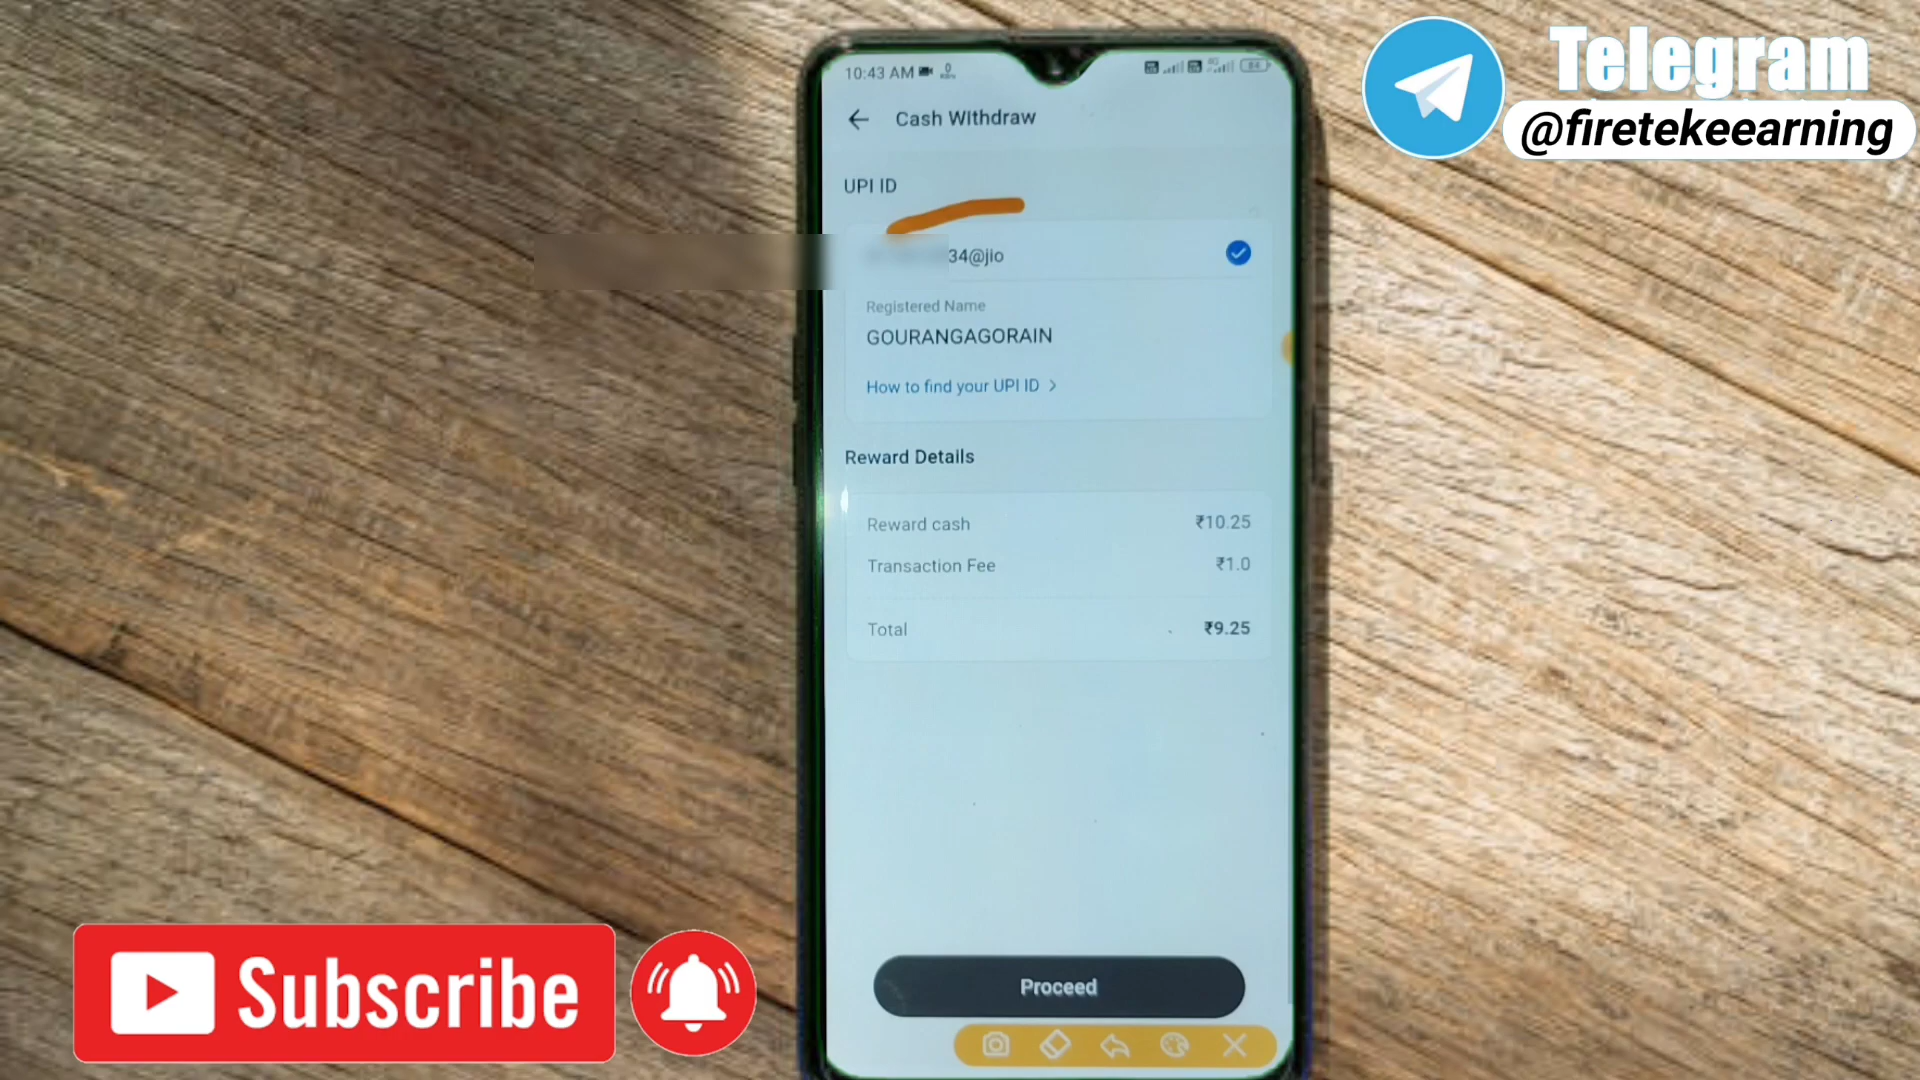 Telegram
@firetekeearning
10:43 AM
Cash WIthdraw
UPI ID
34@jio
Registered Name
GOURANGAGORAIN
How to find your UPI ID >
Reward Details
Reward cash ₹10.25
Transaction Fee ₹1.0
Total ₹9.25
Proceed
Subscribe